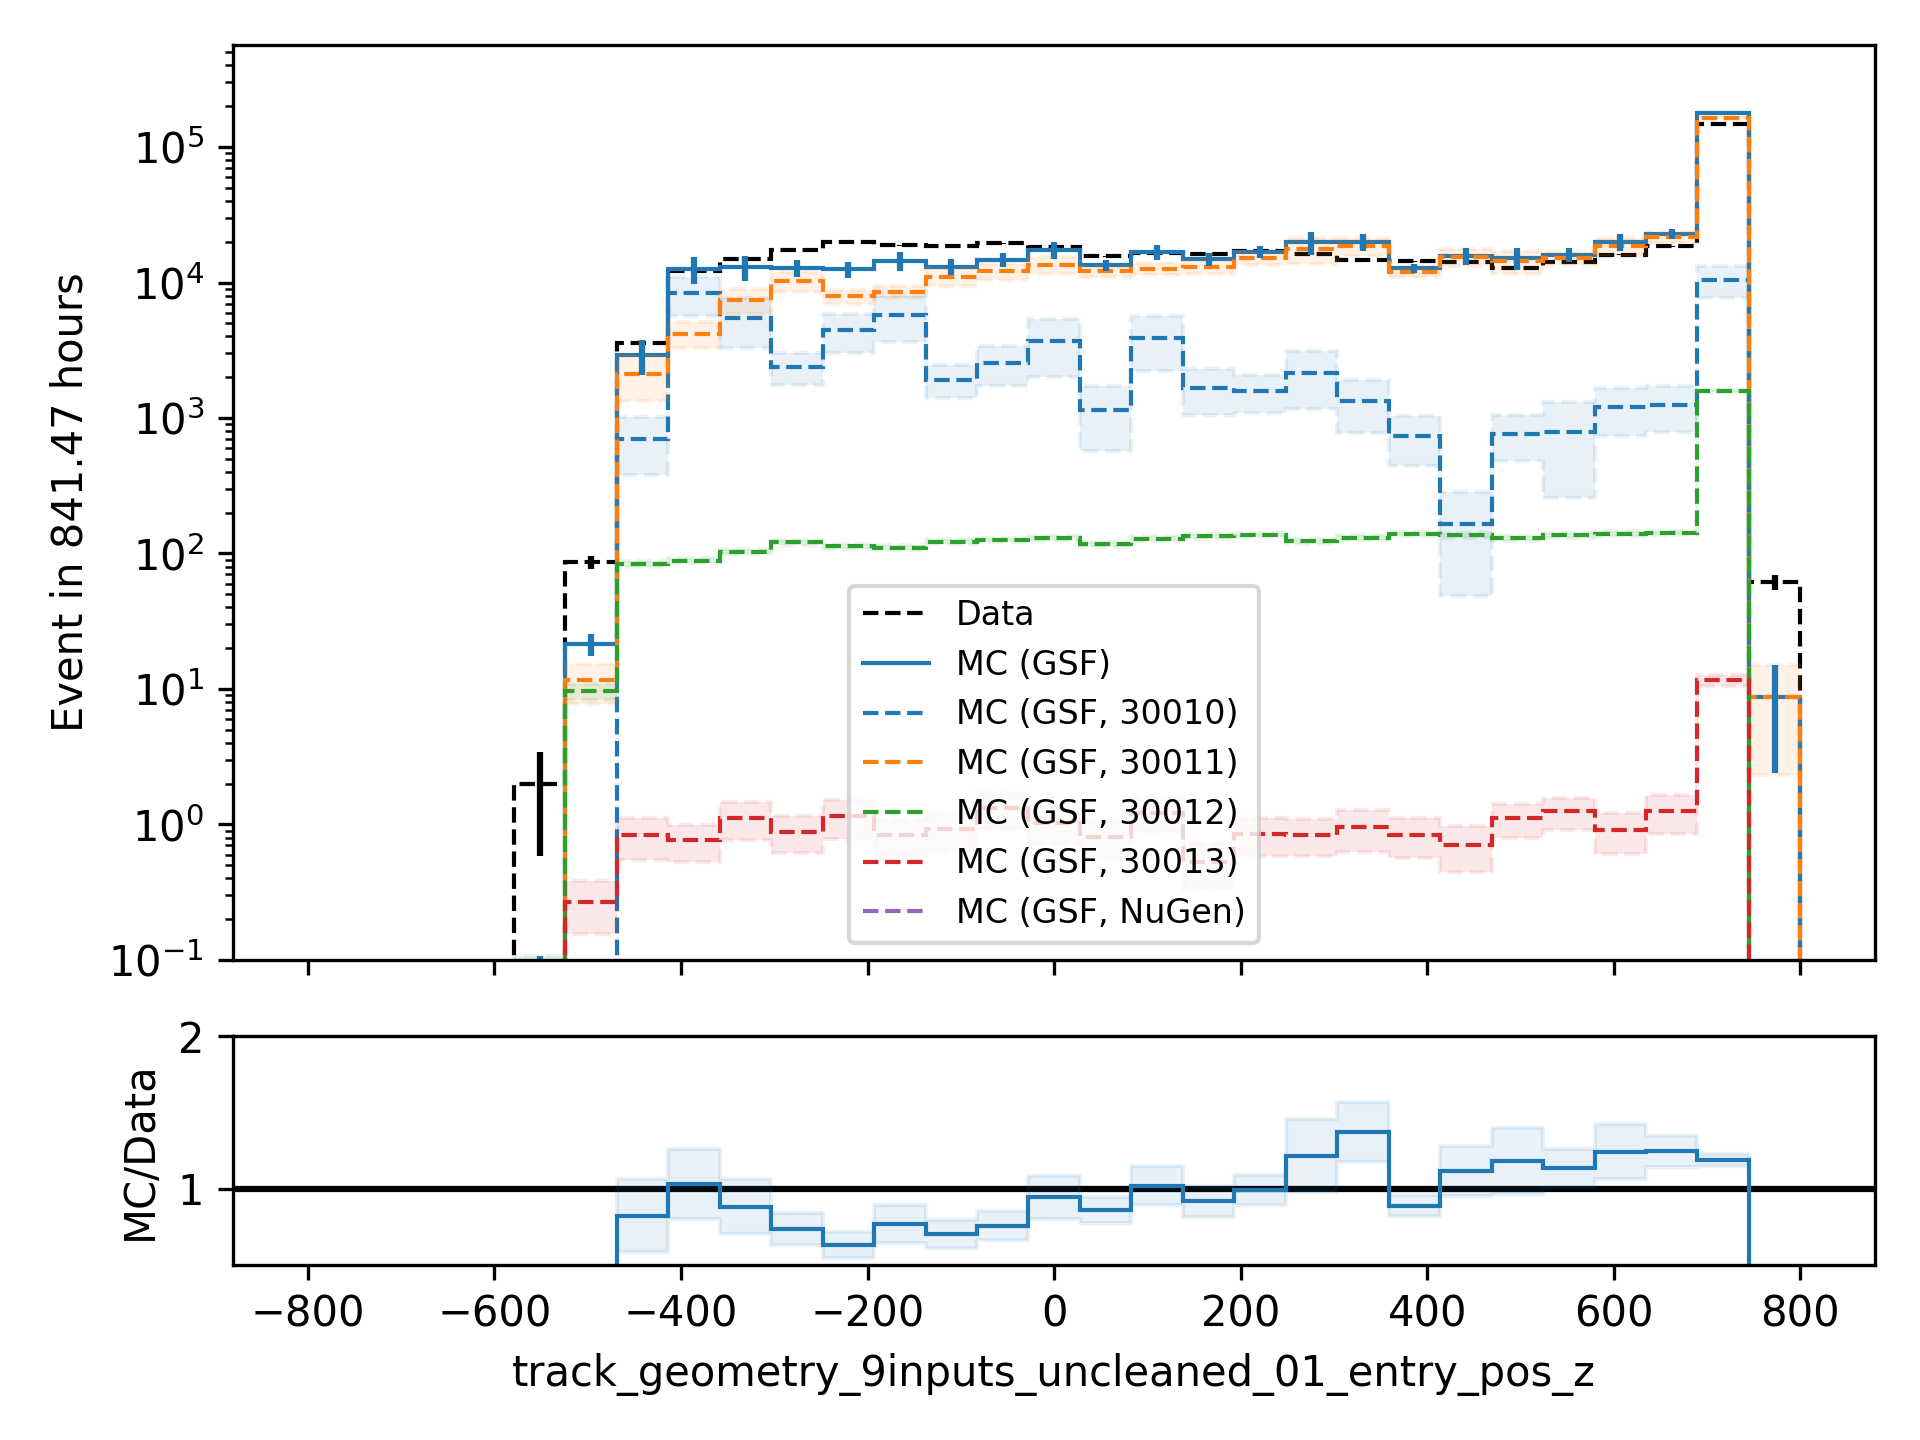 Event in 841.47 hours
10^5
10^4
10^3
10^2
10^1
10^0
10^−1
Data
MC (GSF)
MC (GSF, 30010)
MC (GSF, 30011)
MC (GSF, 30012)
MC (GSF, 30013)
MC (GSF, NuGen)
MC/Data
2
1
−800 −600 −400 −200 0 200 400 600 800
track_geometry_9inputs_uncleaned_01_entry_pos_z